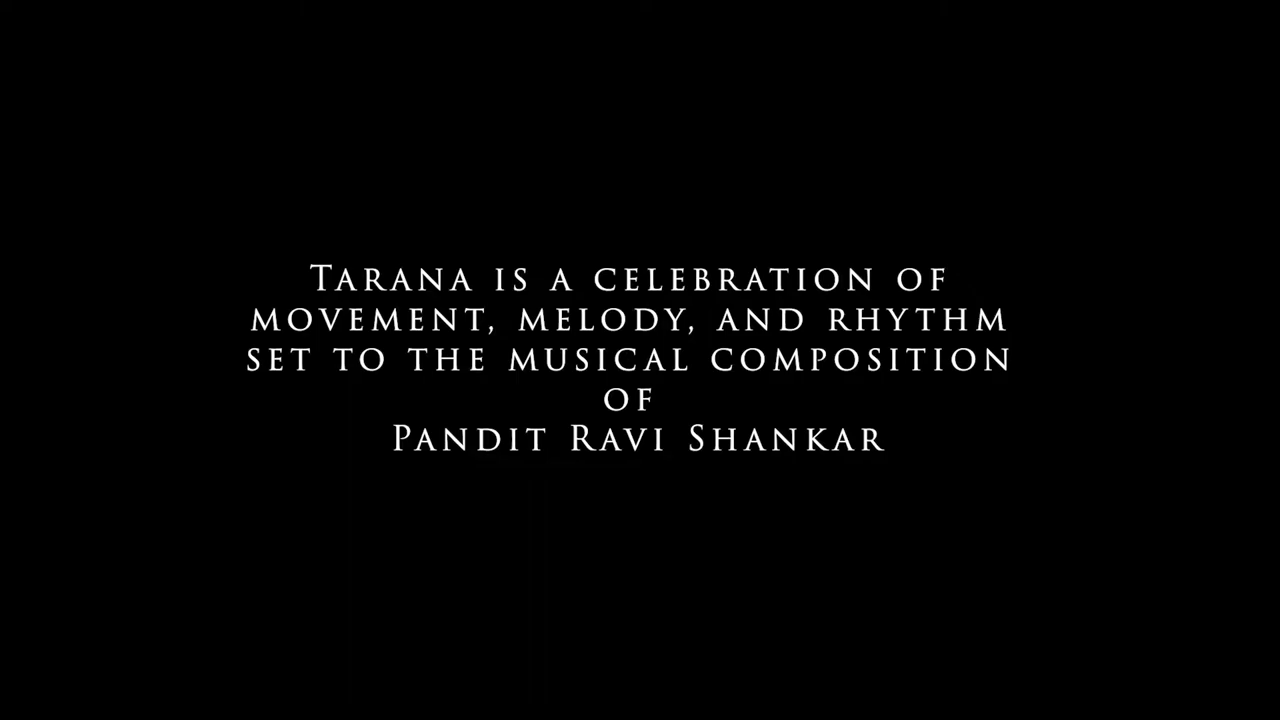 Tarana is a celebration of
movement, melody, and rhythm
set to the musical composition
of
Pandit Ravi Shankar